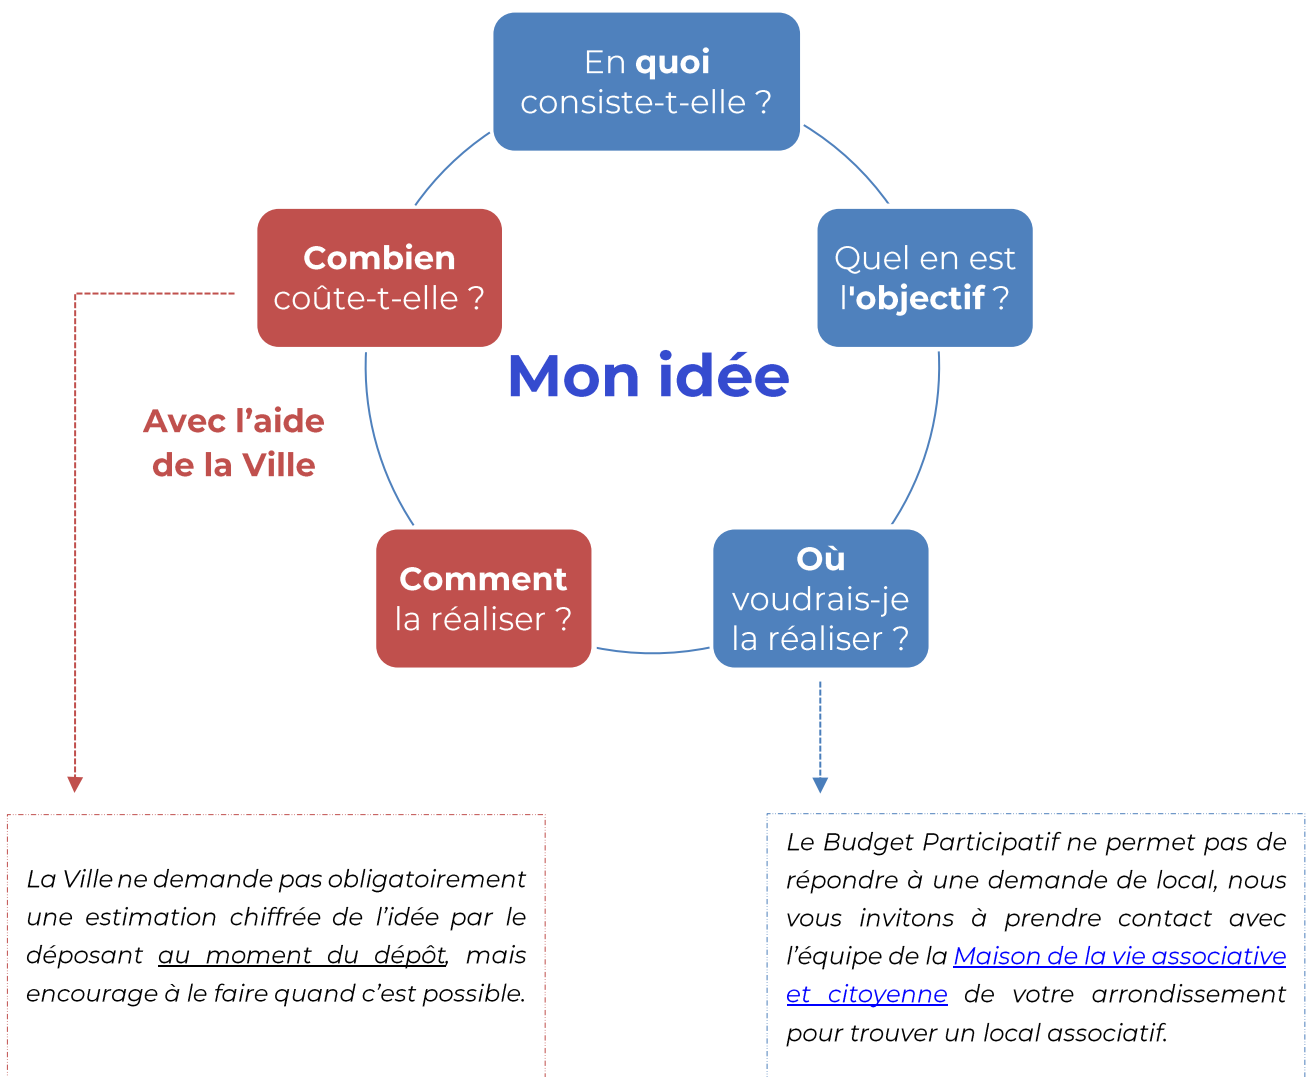 En quoi
consiste-t-elle ?
Combien
coûte-t-elle ?
Quel en est
l'objectif ?
Mon idée
Avec l’aide
de la Ville
Comment
la réaliser ?
Où
voudrais-je
la réaliser ?
La Ville ne demande pas obligatoirement
une estimation chiffrée de l’idée par le
déposant au moment du dépôt, mais
encourage à le faire quand c’est possible.
Le Budget Participatif ne permet pas de
répondre à une demande de local, nous
vous invitons à prendre contact avec
l’équipe de la Maison de la vie associative
et citoyenne de votre arrondissement
pour trouver un local associatif.